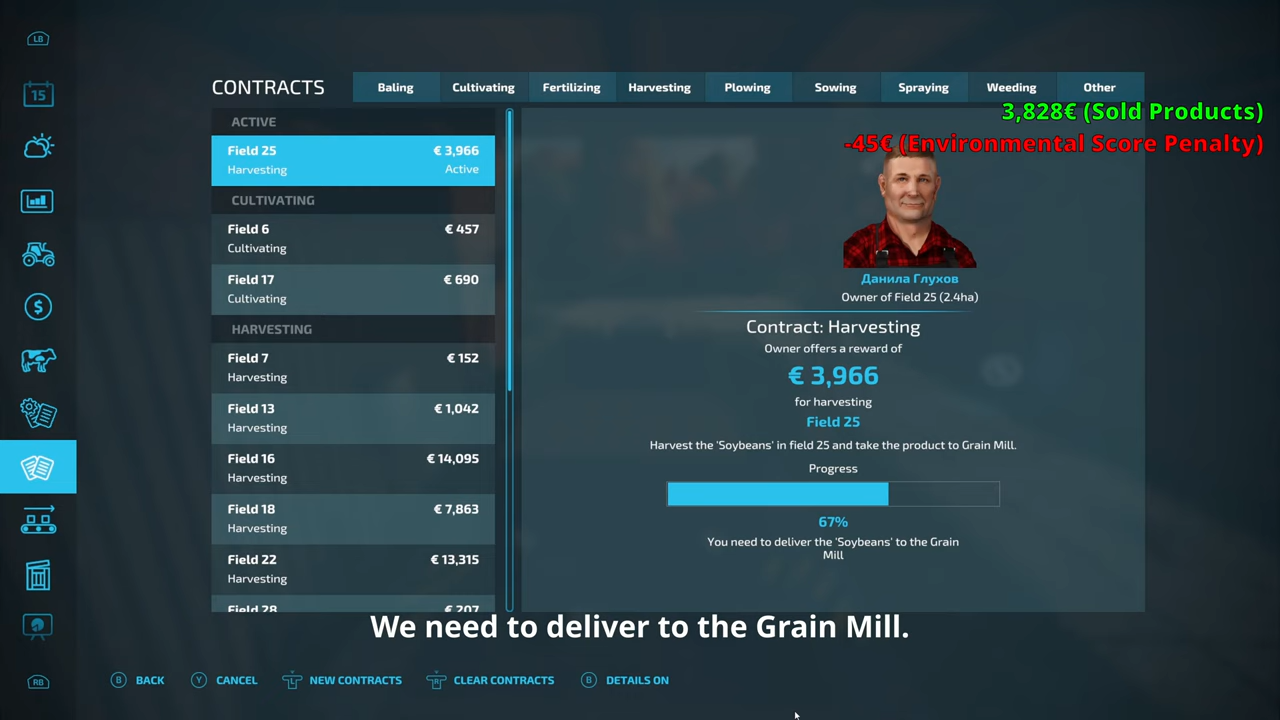 LB
15
CONTRACTS
Baling
Cultivating
Fertilizing
Harvesting
Plowing
Sowing
Spraying
Weeding
Other
3,828€ (Sold Products)
-45€ (Environmental Score Penalty)
ACTIVE
Field 25 € 3,966
Harvesting Active
CULTIVATING
Field 6 € 457
Cultivating
Field 17 € 690
Cultivating
HARVESTING
Field 7 € 152
Harvesting
Field 13 € 1,042
Harvesting
Field 16 € 14,095
Harvesting
Field 18 € 7,863
Harvesting
Field 22 € 13,315
Harvesting
Field 28 € 207
Данила Глухов
Owner of Field 25 (2.4ha)
Contract: Harvesting
Owner offers a reward of
€ 3,966
for harvesting
Field 25
Harvest the 'Soybeans' in field 25 and take the product to Grain Mill.
Progress
67%
You need to deliver the 'Soybeans' to the Grain
Mill
We need to deliver to the Grain Mill.
RB
B BACK
Y CANCEL
L NEW CONTRACTS
R CLEAR CONTRACTS
B DETAILS ON